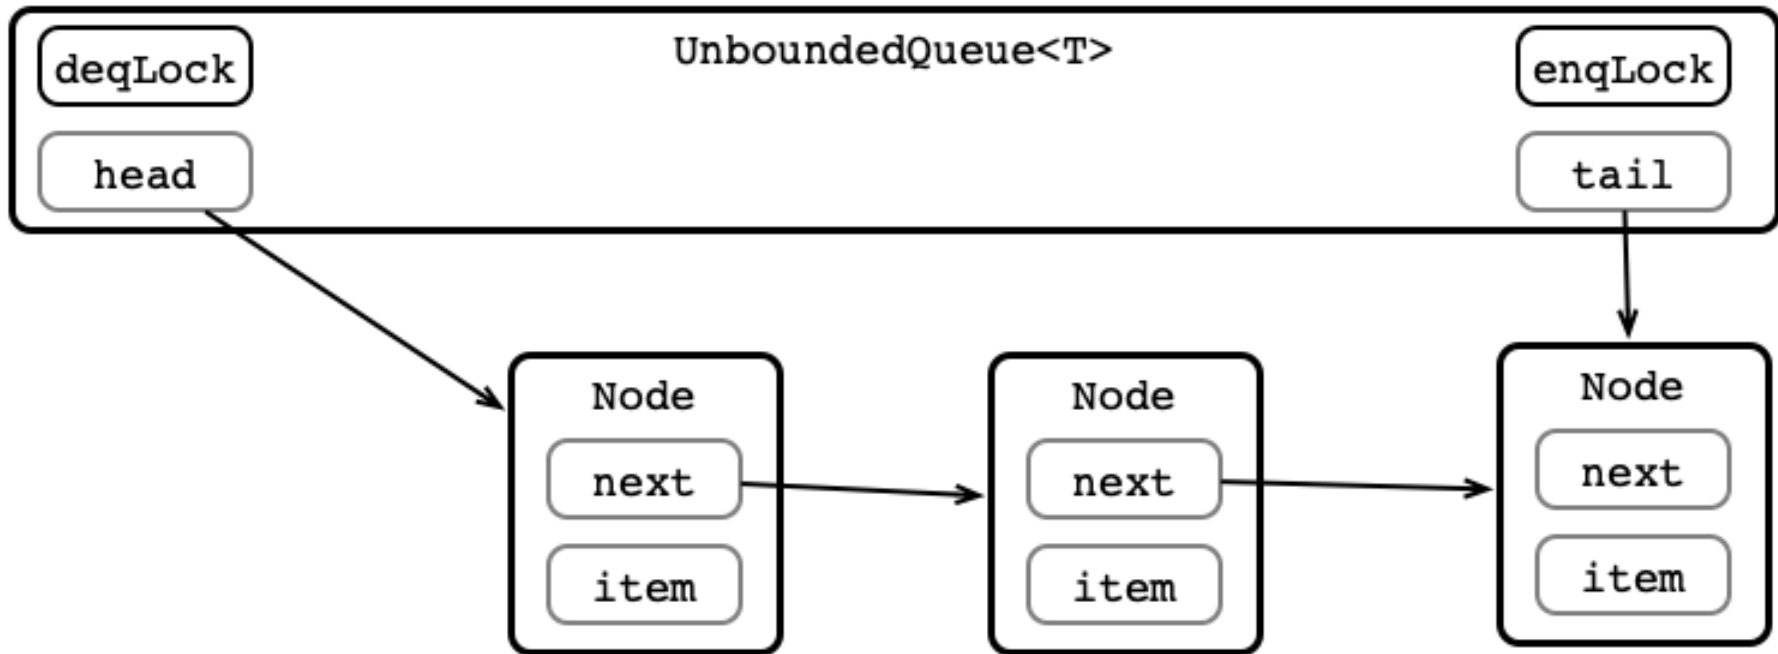 deqLock
UnboundedQueue<T>
enqLock
head
tail
Node
next
item
Node
next
item
Node
next
item